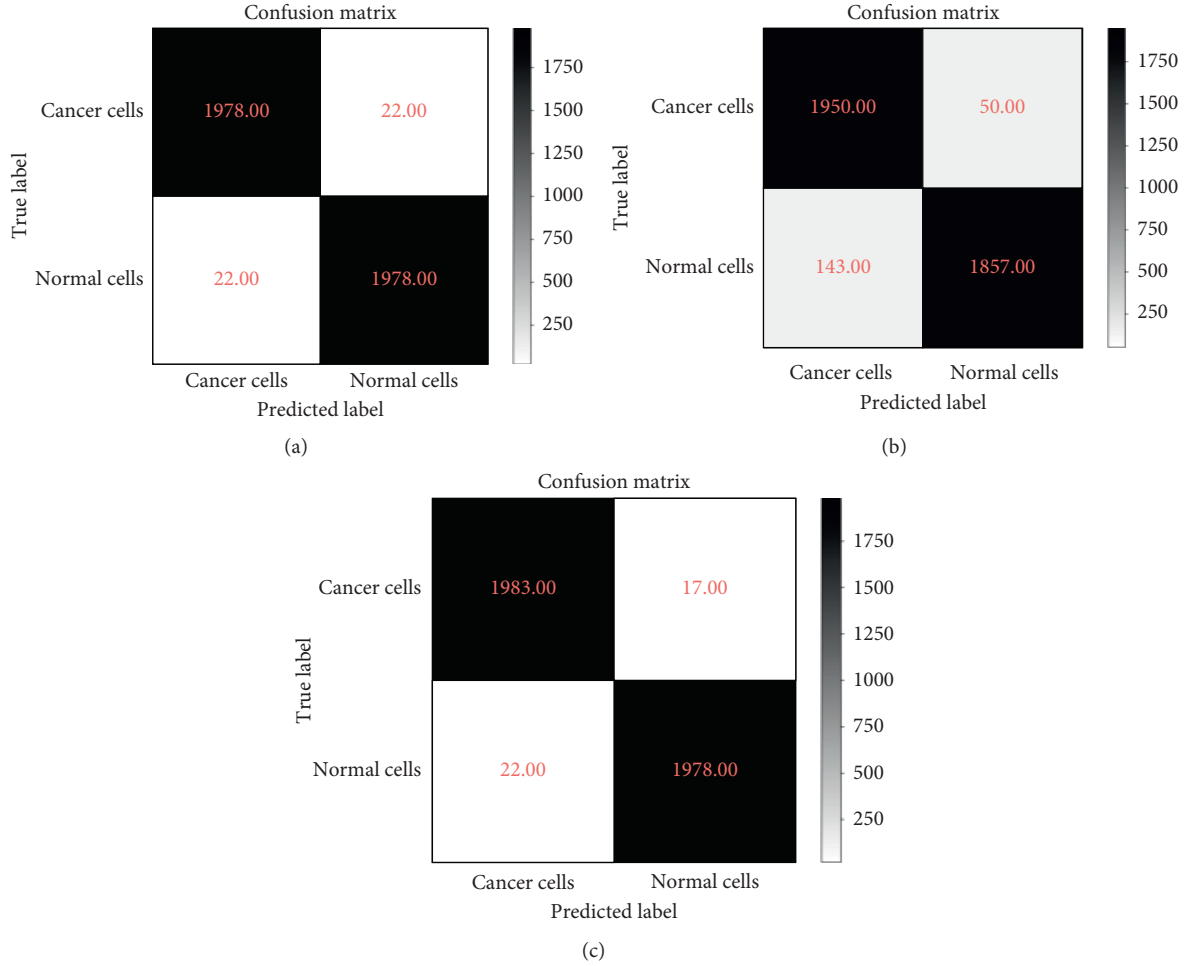 Confusion matrix
Cancer cells
1978.00
22.00
Normal cells
22.00
1978.00
True label
Cancer cells
Normal cells
Predicted label
1750
1500
1250
1000
750
500
250
(a)
Confusion matrix
Cancer cells
1950.00
50.00
Normal cells
143.00
1857.00
True label
Cancer cells
Normal cells
Predicted label
1750
1500
1250
1000
750
500
250
(b)
Confusion matrix
Cancer cells
1983.00
17.00
Normal cells
22.00
1978.00
True label
Cancer cells
Normal cells
Predicted label
1750
1500
1250
1000
750
500
250
(c)